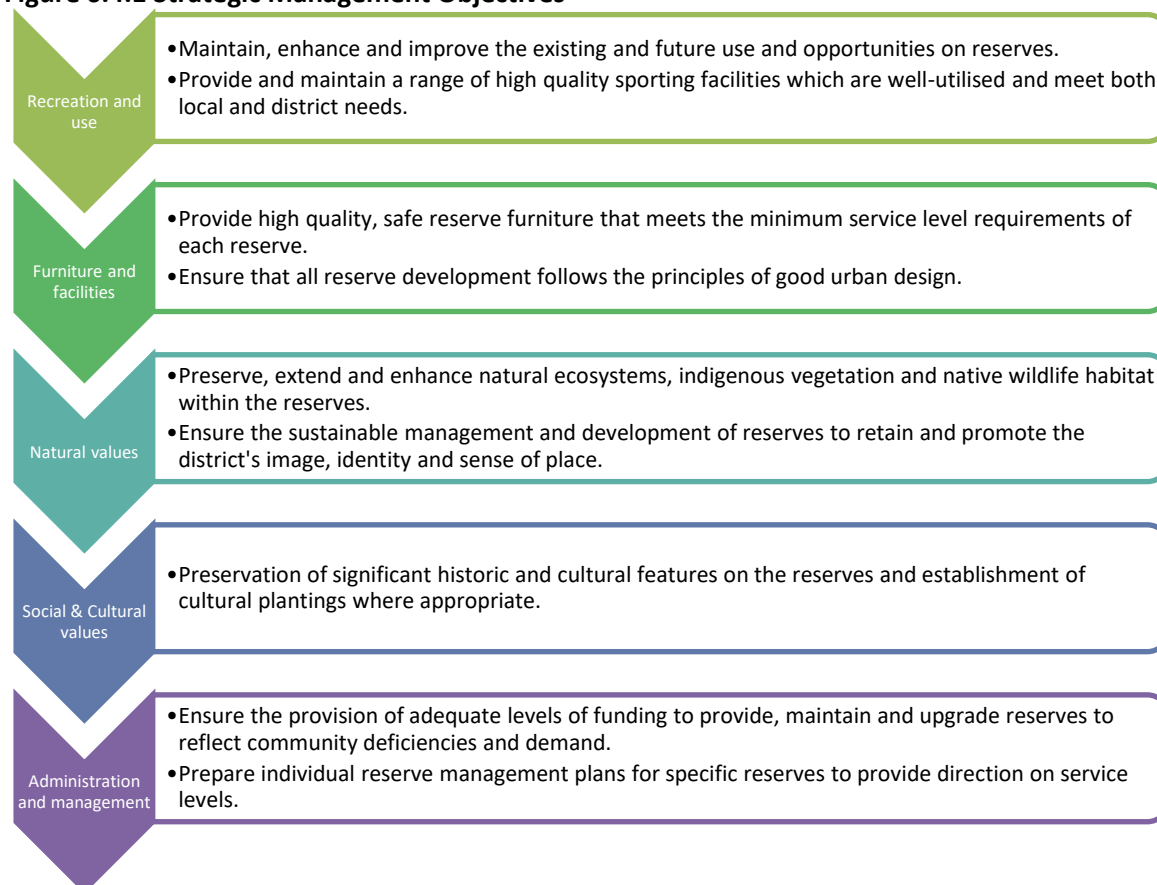 Figure 6.4.2 Strategic Management Objectives
Recreation and
use
•Maintain, enhance and improve the existing and future use and opportunities on reserves.
•Provide and maintain a range of high quality sporting facilities which are well-utilised and meet both
local and district needs.
Furniture and
facilities
•Provide high quality, safe reserve furniture that meets the minimum service level requirements of
each reserve.
•Ensure that all reserve development follows the principles of good urban design.
Natural values
•Preserve, extend and enhance natural ecosystems, indigenous vegetation and native wildlife habitat
within the reserves.
•Ensure the sustainable management and development of reserves to retain and promote the
district's image, identity and sense of place.
Social & Cultural
values
•Preservation of significant historic and cultural features on the reserves and establishment of
cultural plantings where appropriate.
Administration
and management
•Ensure the provision of adequate levels of funding to provide, maintain and upgrade reserves to
reflect community deficiencies and demand.
•Prepare individual reserve management plans for specific reserves to provide direction on service
levels.